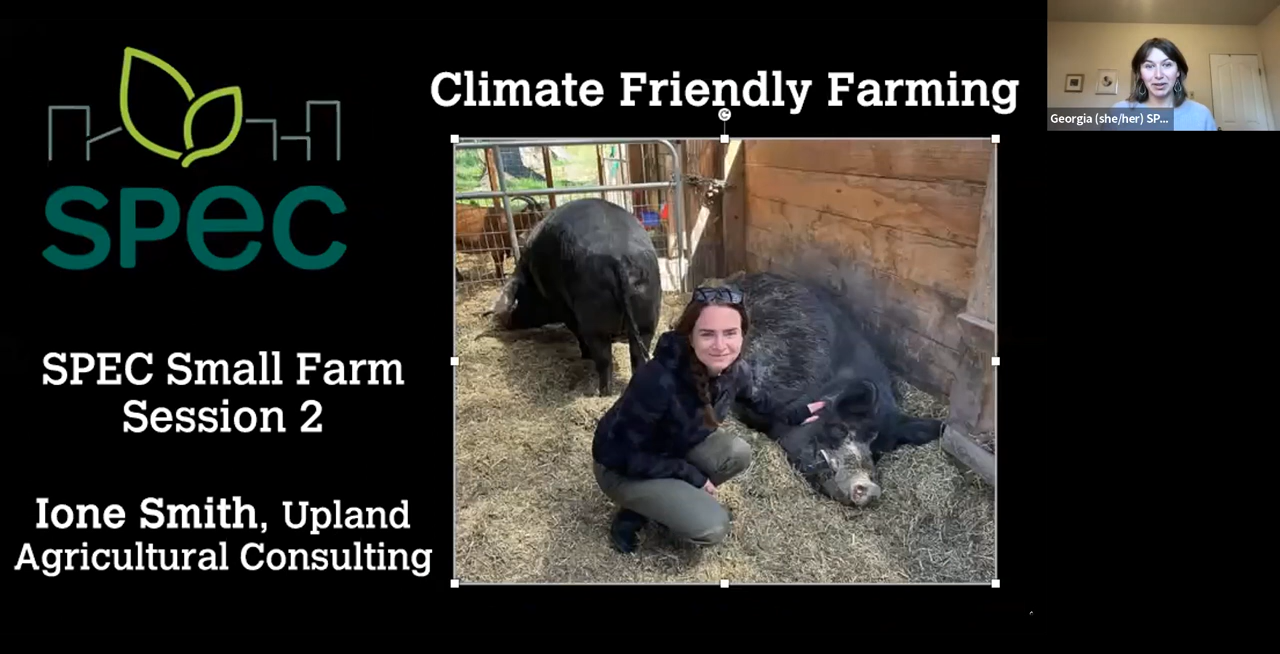 Climate Friendly Farming
SPEC
SPEC Small Farm
Session 2
Ione Smith, Upland
Agricultural Consulting
Georgia (she/her) SP...